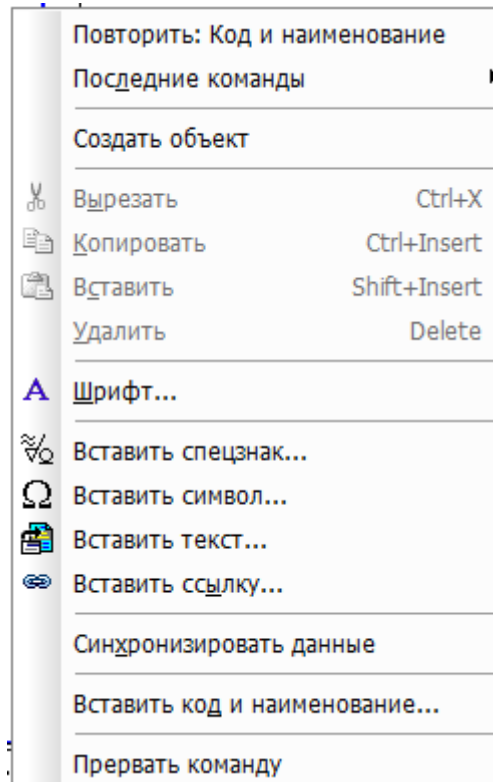 Повторить: Код и наименование
Последние команды
Создать объект
Вырезать Ctrl+X
Копировать Ctrl+Insert
Вставить Shift+Insert
Удалить Delete
Шрифт...
Вставить спецзнак...
Вставить символ...
Вставить текст...
Вставить ссылку...
Синхронизировать данные
Вставить код и наименование...
Прервать команду